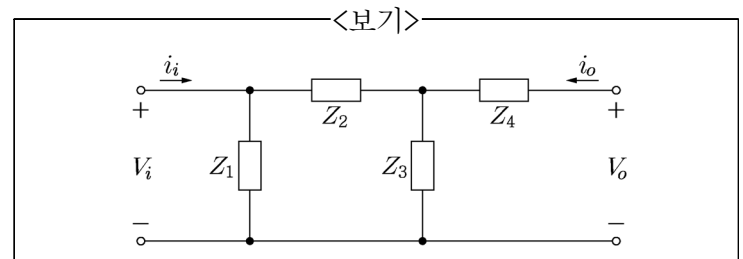 <보기>
i_i i_o
+ Z_2 Z_4 +
V_i Z_1 Z_3 V_o
− −